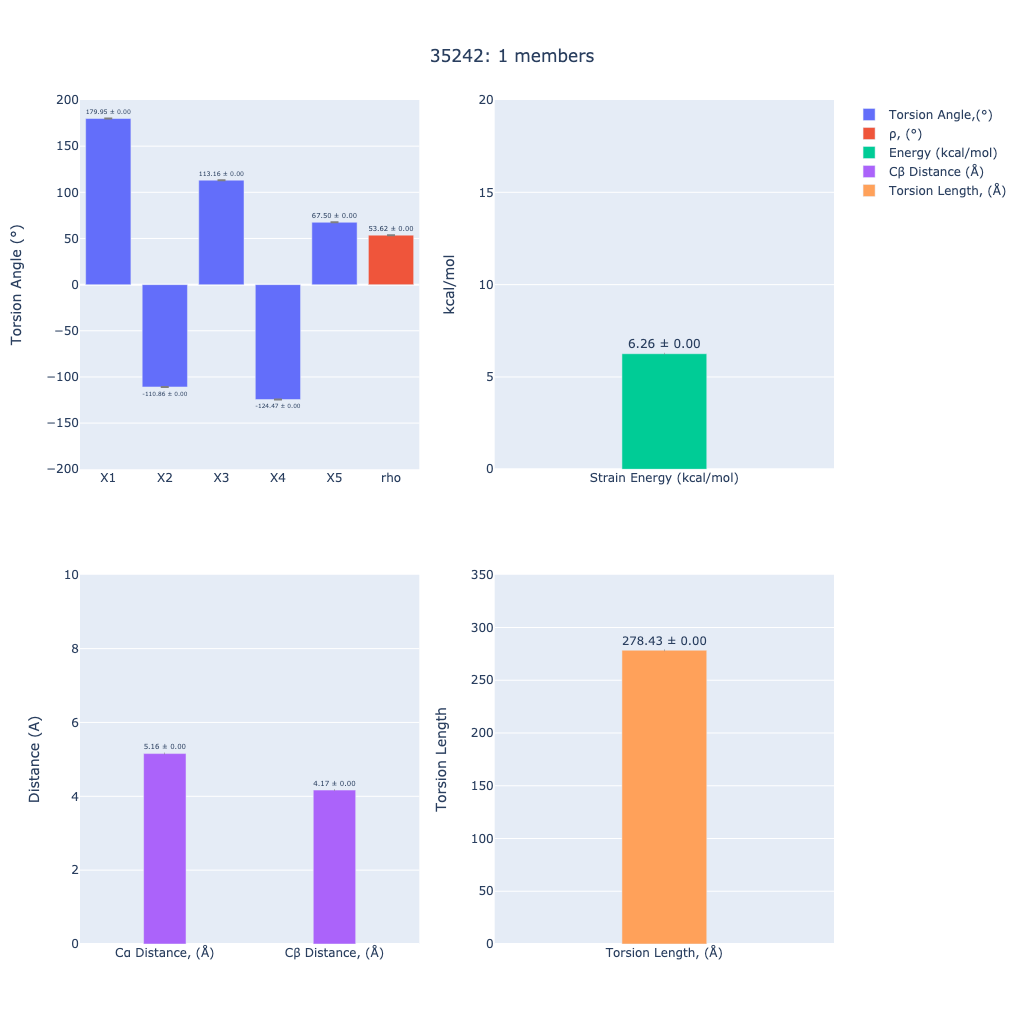 35242: 1 members
Torsion Angle (°)
200
150
100
50
0
−50
−100
−150
−200
179.95 ± 0.00
-110.86 ± 0.00
113.16 ± 0.00
-124.47 ± 0.00
67.50 ± 0.00
53.62 ± 0.00
X1
X2
X3
X4
X5
rho
kcal/mol
20
15
10
5
0
6.26 ± 0.00
Strain Energy (kcal/mol)
Torsion Angle,(°)
ρ, (°)
Energy (kcal/mol)
Cβ Distance (Å)
Torsion Length, (Å)
Distance (A)
10
8
6
4
2
0
5.16 ± 0.00
4.17 ± 0.00
Cα Distance, (Å)
Cβ Distance, (Å)
Torsion Length
350
300
250
200
150
100
50
0
278.43 ± 0.00
Torsion Length, (Å)